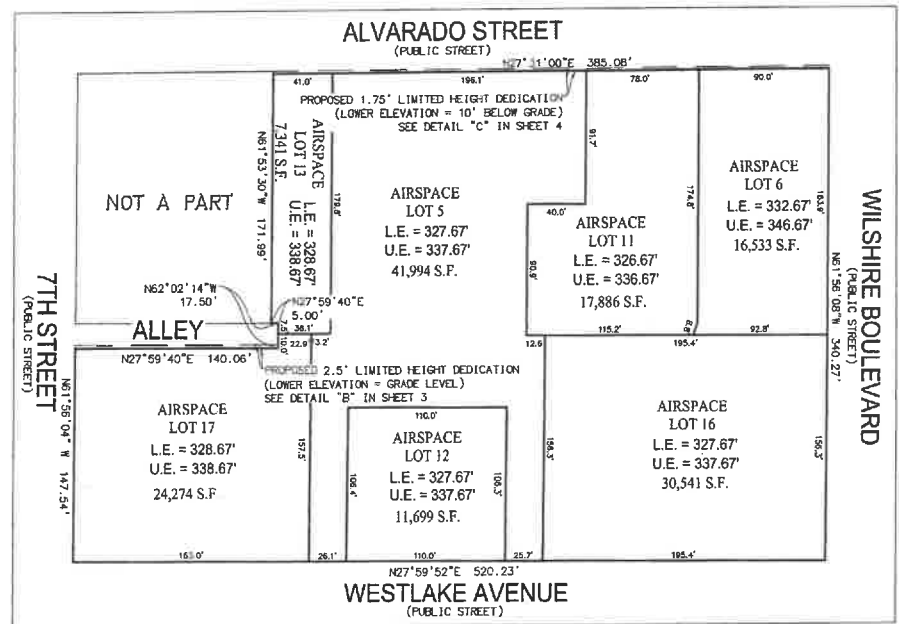 ALVARADO STREET
(PUBLIC STREET)
385.08'
41.0'
196.1'
78.0'
90.0'
PROPOSED 1.75' LIMITED HEIGHT DEDICATION
(LOWER ELEVATION = 10' BELOW GRADE)
SEE DETAIL "C" IN SHEET 4
NOT A PART
N61°53'30"W 171.99'
AIRSPACE
LOT 13
7,341 S.F.
L.E. = 328.67'
U.E. = 338.67'
AIRSPACE
LOT 5
L.E. = 327.67'
U.E. = 337.67'
41,994 S.F.
91.7'
40.0'
90.9'
AIRSPACE
LOT 11
L.E. = 326.67'
U.E. = 336.67'
17,886 S.F.
115.2'
174.8'
AIRSPACE
LOT 6
L.E. = 332.67'
U.E. = 346.67'
16,533 S.F.
92.8'
WILSHIRE BOULEVARD
(PUBLIC STREET)
N61°56'08"W 340.27'
N62°02'14"W
17.50'
N27°59'40"E
5.00'
7.5'
10.0'
22.9'
3.2'
12.6
195.4'
ALLEY
N27°59'40"E 140.06'
7TH STREET
(PUBLIC STREET)
N61°56'04" W 147.54'
PROPOSED 2.5' LIMITED HEIGHT DEDICATION
(LOWER ELEVATION = GRADE LEVEL)
SEE DETAIL "B" IN SHEET 3
AIRSPACE
LOT 17
L.E. = 328.67'
U.E. = 338.67'
24,274 S.F.
157.5'
110.0'
AIRSPACE
LOT 12
L.E. = 327.67'
U.E. = 337.67'
11,699 S.F.
106.4'
106.3'
156.3'
AIRSPACE
LOT 16
L.E. = 327.67'
U.E. = 337.67'
30,541 S.F.
156.3'
26.1'
110.0'
25.7'
195.4'
N27°59'52"E 520.23'
WESTLAKE AVENUE
(PUBLIC STREET)